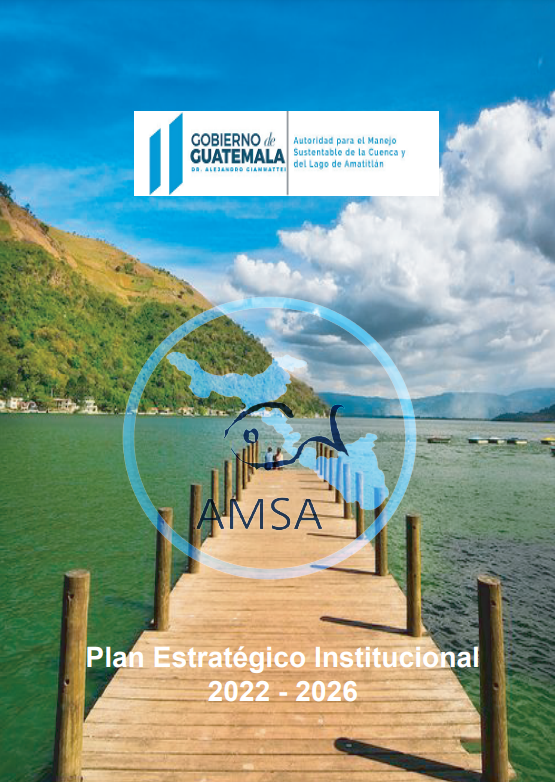 GOBIERNO de
GUATEMALA
DR. ALEJANDRO GIAMMATTEI
Autoridad para el Manejo
Sustentable de la Cuenca y
del Lago de Amatitlán
AMSA
Plan Estratégico Institucional
2022 - 2026